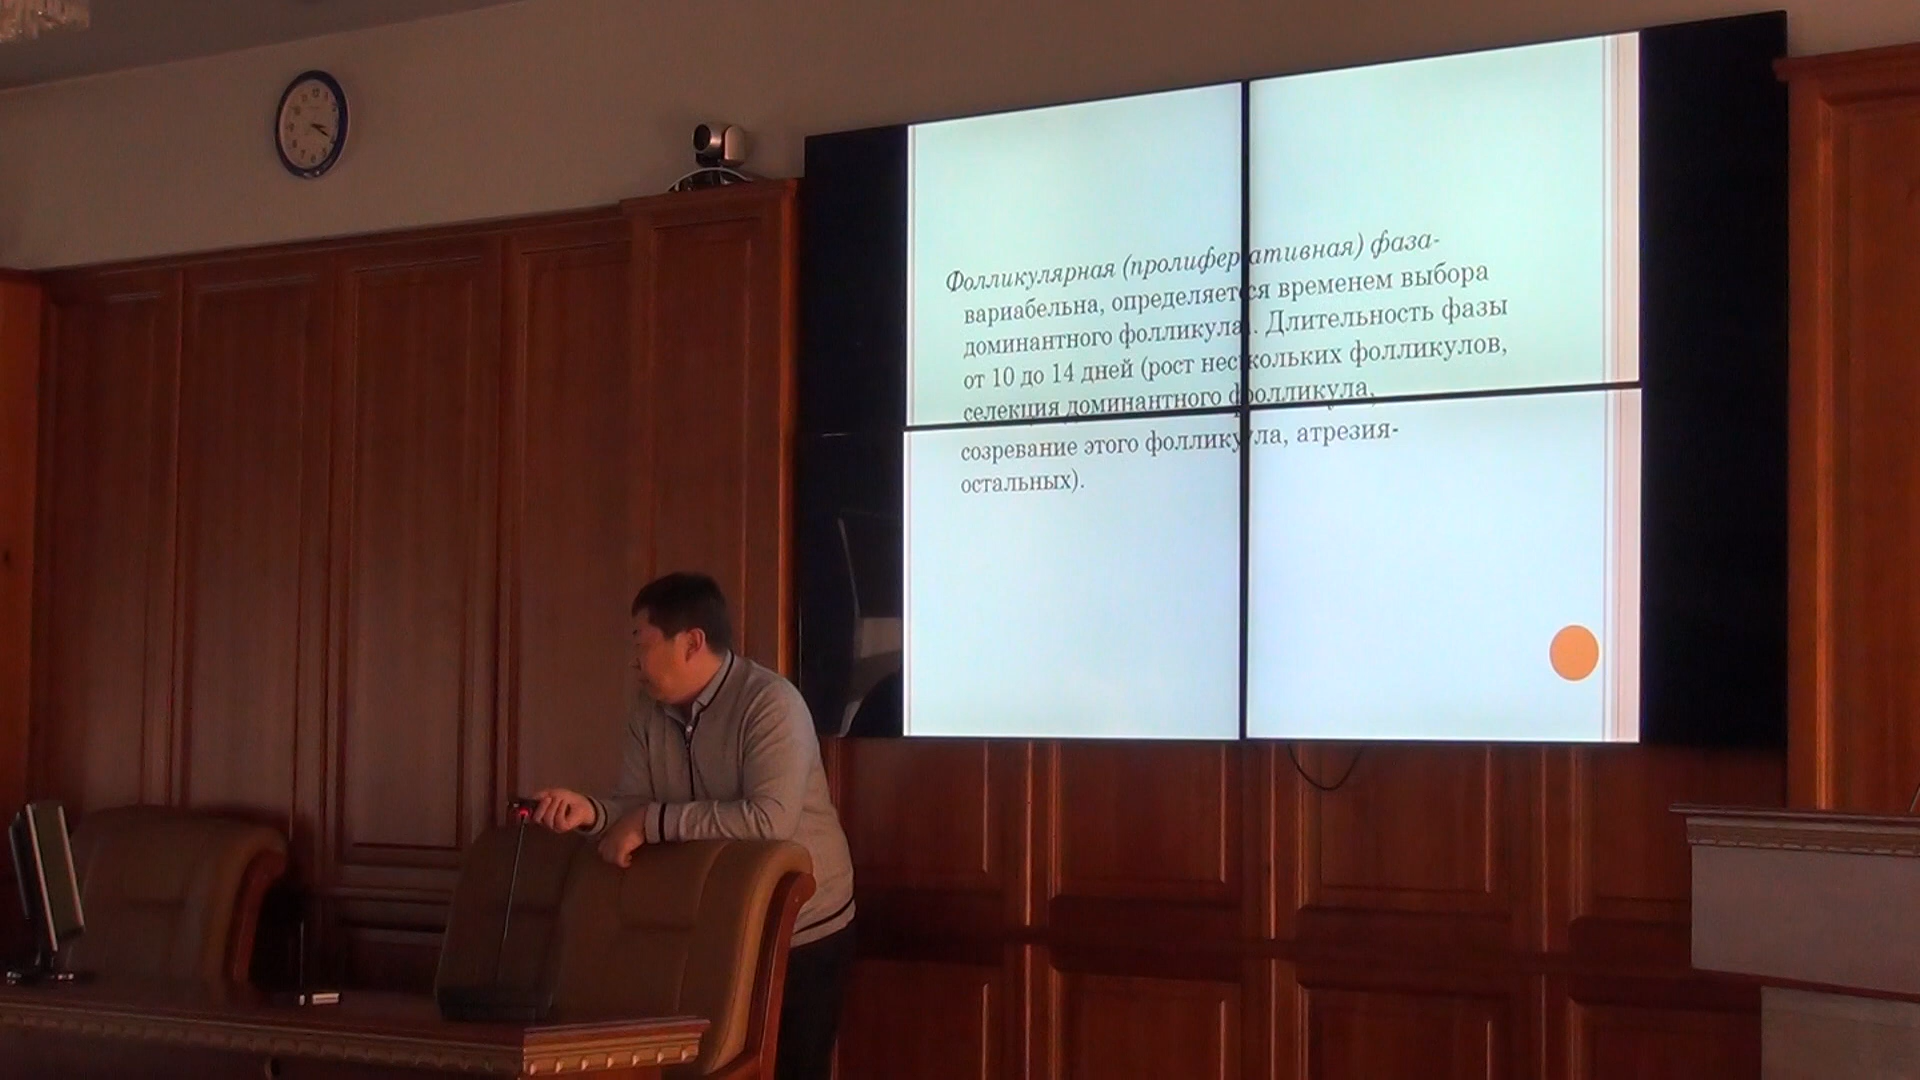 Фолликулярная (пролиферативная) фаза-
вариабельна, определяется временем выбора
доминантного фолликула). Длительность фазы
от 10 до 14 дней (рост нескольких фолликулов,
селекция доминантного фолликула,
созревание этого фолликула, атрезия-
остальных).